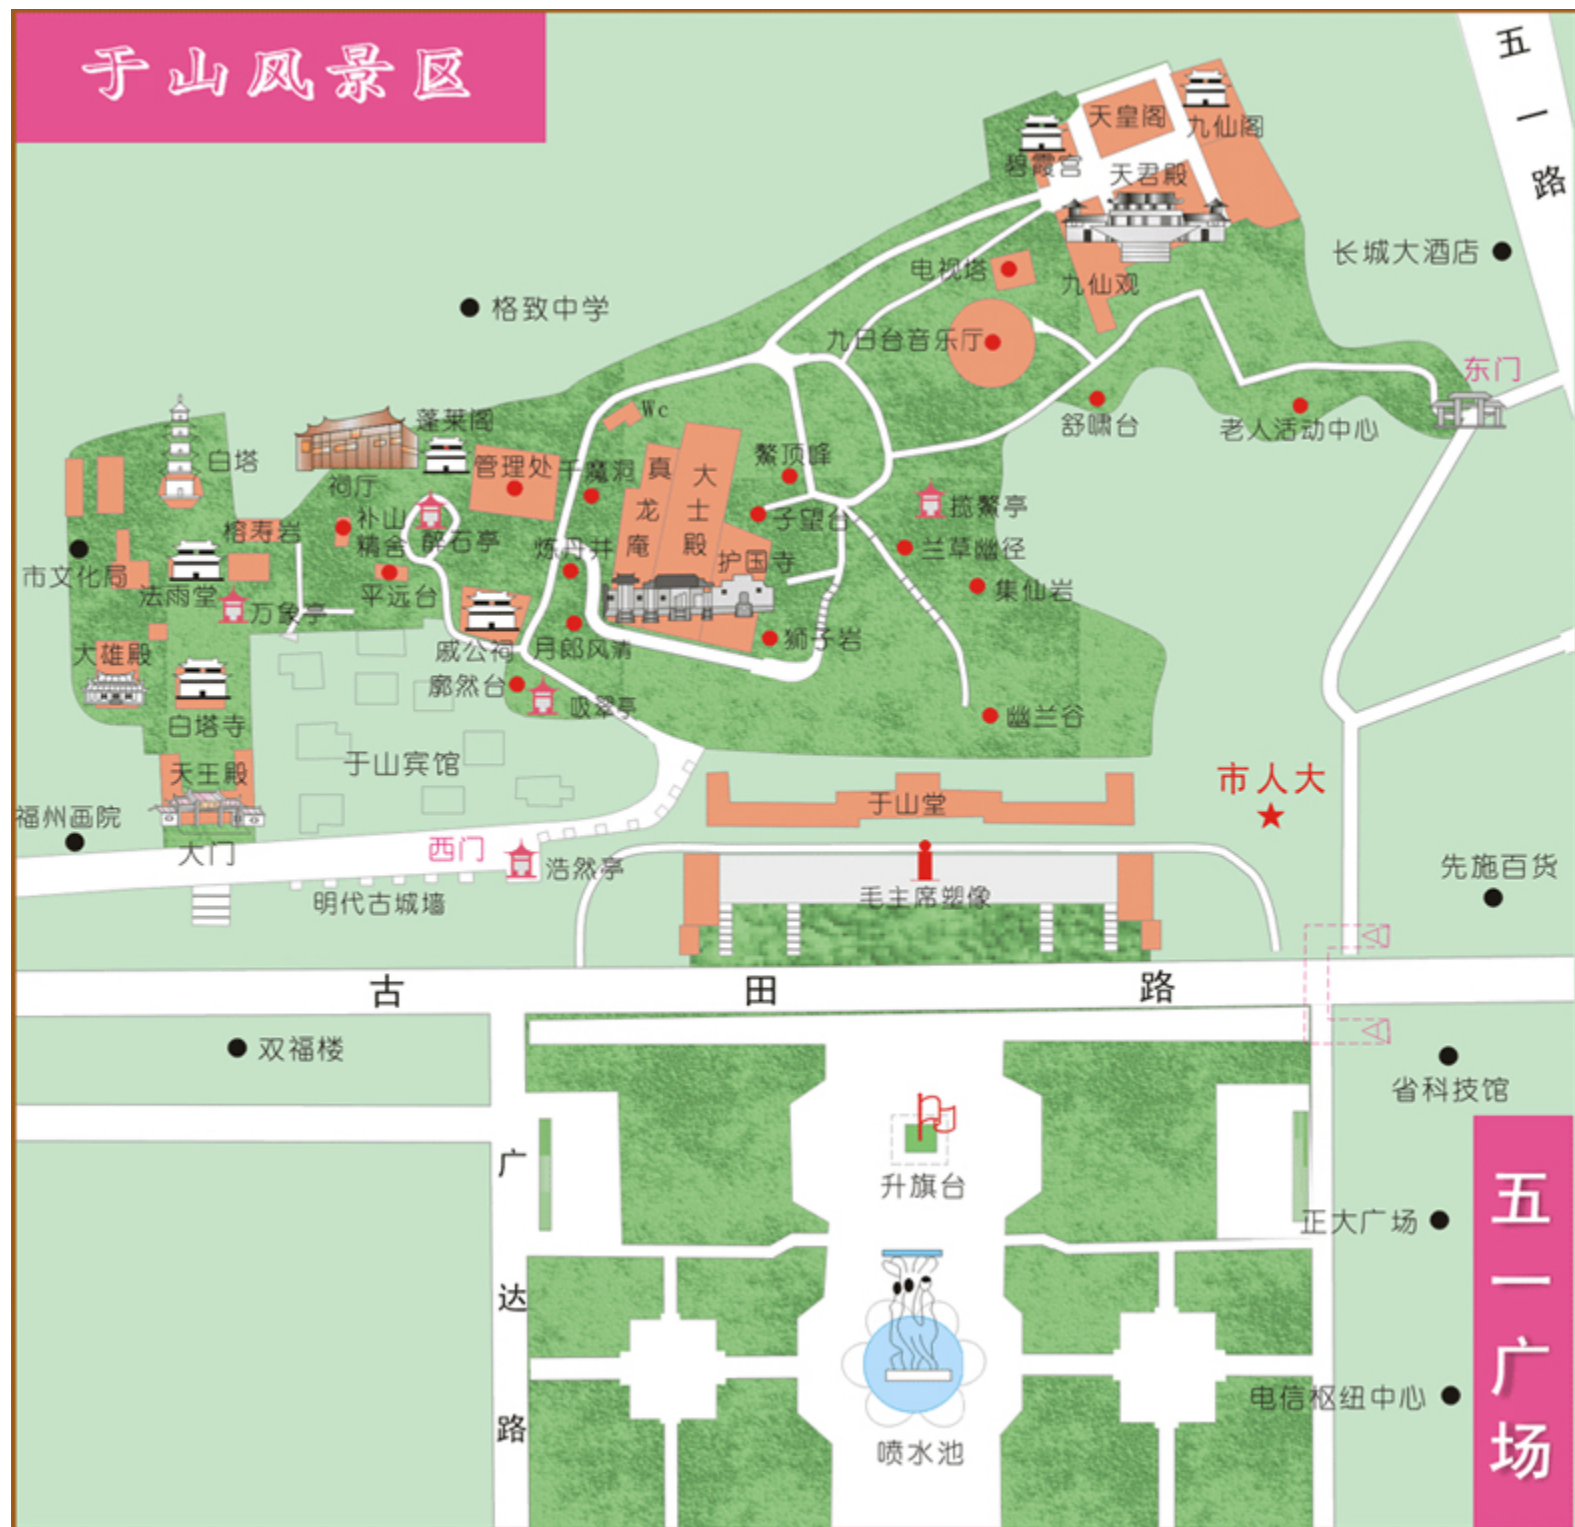 于山风景区
五一路
天皇阁
九仙阁
碧霞宫
天君殿
长城大酒店
电视塔
九仙观
格致中学
九日台音乐厅
东门
舒啸台
老人活动中心
Wc
蓬莱阁
白塔
祠厅
管理处
千魔洞
真龙庵
大士殿
鳌顶峰
子望台
揽鳌亭
榕寿岩
补山
精舍
醉石亭
炼丹井
护国寺
兰草幽径
集仙岩
市文化局
法雨堂
万象亭
平远台
戚公祠
月郎风清
狮子岩
大雄殿
廓然台
吸翠亭
幽兰谷
白塔寺
天王殿
于山宾馆
于山堂
市人大
福州画院
大门
西门
浩然亭
明代古城墙
毛主席塑像
先施百货
古田路
双福楼
省科技馆
广达路
升旗台
正大广场
电信枢纽中心
喷水池
五一广场